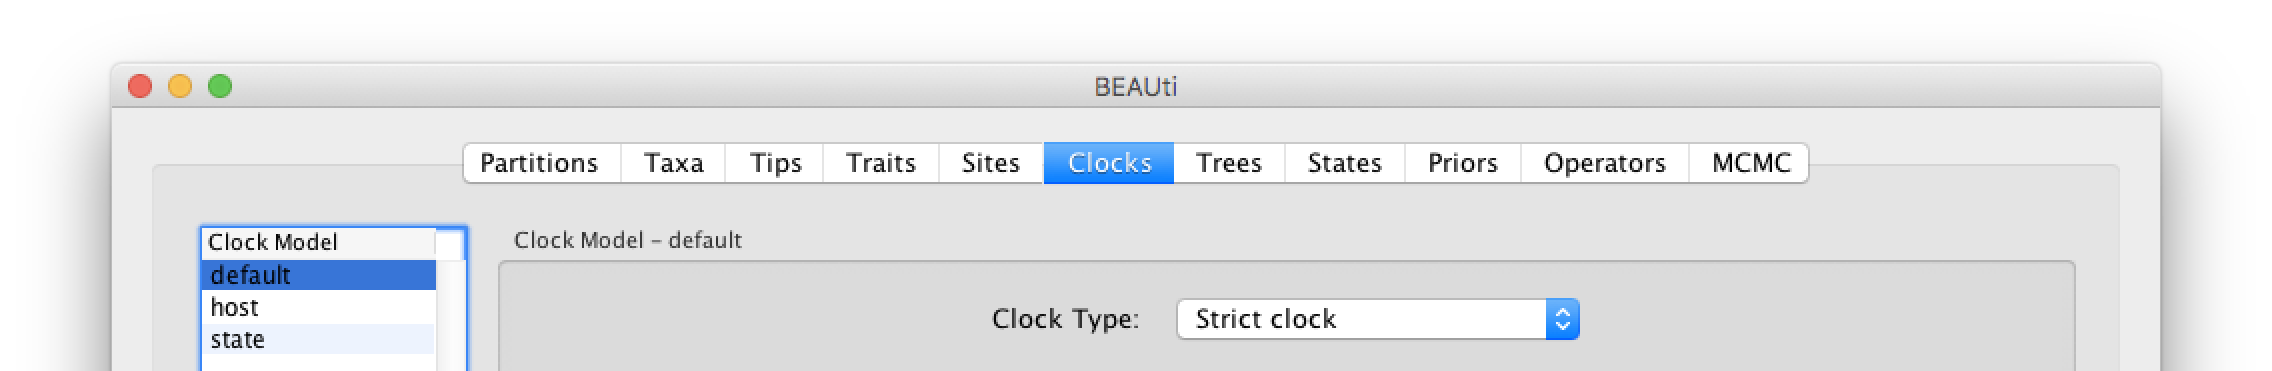 BEAUti
Partitions Taxa Tips Traits Sites Clocks Trees States Priors Operators MCMC
Clock Model
Clock Model – default
default
host
Clock Type: Strict clock
state